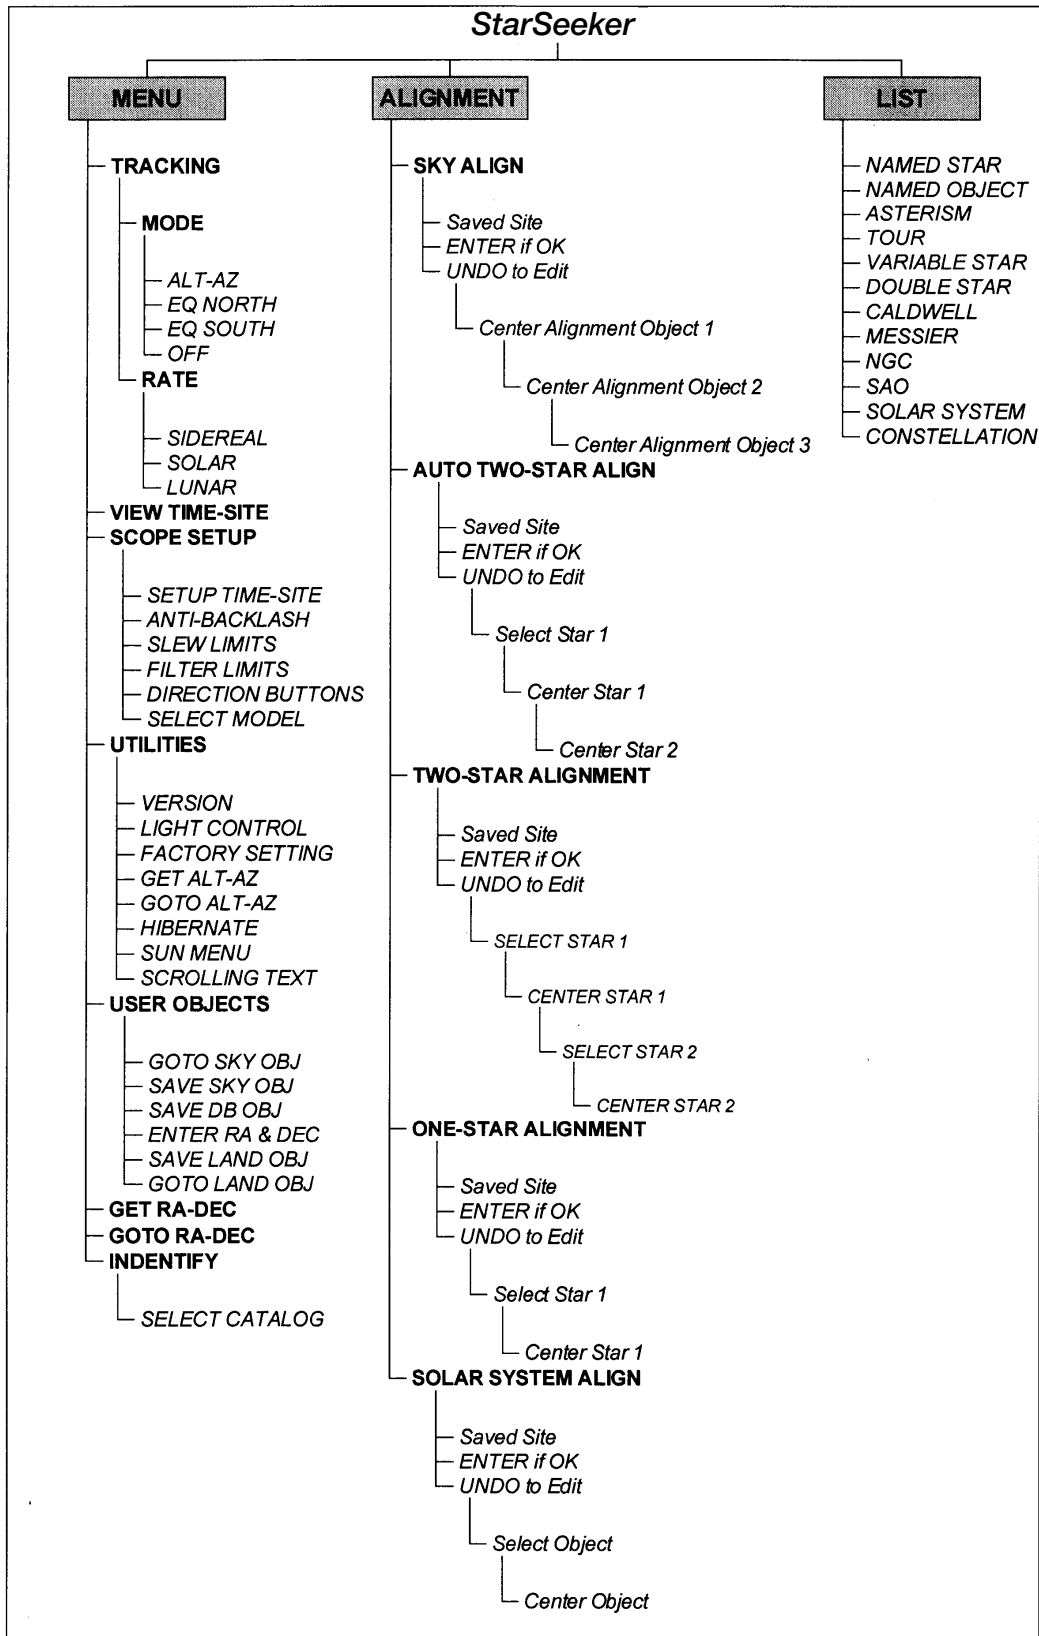 StarSeeker
MENU
TRACKING
MODE
ALT-AZ
EQ NORTH
EQ SOUTH
OFF
RATE
SIDEREAL
SOLAR
LUNAR
VIEW TIME-SITE
SCOPE SETUP
SETUP TIME-SITE
ANTI-BACKLASH
SLEW LIMITS
FILTER LIMITS
DIRECTION BUTTONS
SELECT MODEL
UTILITIES
VERSION
LIGHT CONTROL
FACTORY SETTING
GET ALT-AZ
GOTO ALT-AZ
HIBERNATE
SUN MENU
SCROLLING TEXT
USER OBJECTS
GOTO SKY OBJ
SAVE SKY OBJ
SAVE DB OBJ
ENTER RA & DEC
SAVE LAND OBJ
GOTO LAND OBJ
GET RA-DEC
GOTO RA-DEC
INDENTIFY
SELECT CATALOG
ALIGNMENT
SKY ALIGN
Saved Site
ENTER if OK
UNDO to Edit
Center Alignment Object 1
Center Alignment Object 2
Center Alignment Object 3
AUTO TWO-STAR ALIGN
Saved Site
ENTER if OK
UNDO to Edit
Select Star 1
Center Star 1
Center Star 2
TWO-STAR ALIGNMENT
Saved Site
ENTER if OK
UNDO to Edit
SELECT STAR 1
CENTER STAR 1
SELECT STAR 2
CENTER STAR 2
ONE-STAR ALIGNMENT
Saved Site
ENTER if OK
UNDO to Edit
Select Star 1
Center Star 1
SOLAR SYSTEM ALIGN
Saved Site
ENTER if OK
UNDO to Edit
Select Object
Center Object
LIST
NAMED STAR
NAMED OBJECT
ASTERISM
TOUR
VARIABLE STAR
DOUBLE STAR
CALDWELL
MESSIER
NGC
SAO
SOLAR SYSTEM
CONSTELLATION